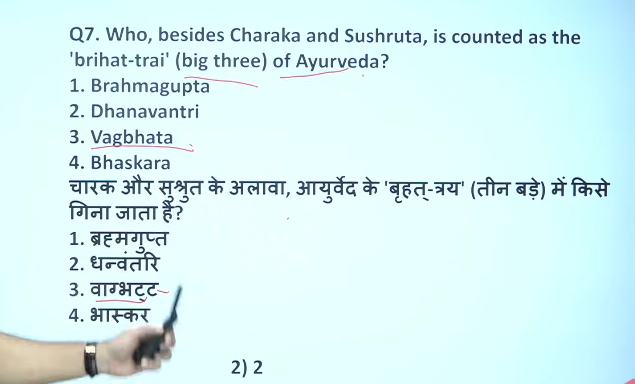 Q7. Who, besides Charaka and Sushruta, is counted as the
'brihat-trai' (big three) of Ayurveda?
1. Brahmagupta
2. Dhanavantri
3. Vagbhata
4. Bhaskara
चारक और सुश्रुत के अलावा, आयुर्वेद के 'बृहत्-त्रय' (तीन बड़े) में किसे
गिना जाता है?
1. ब्रह्मगुप्त
2. धन्वंतरि
3. वाग्भट्ट
4. भास्कर
2) 2